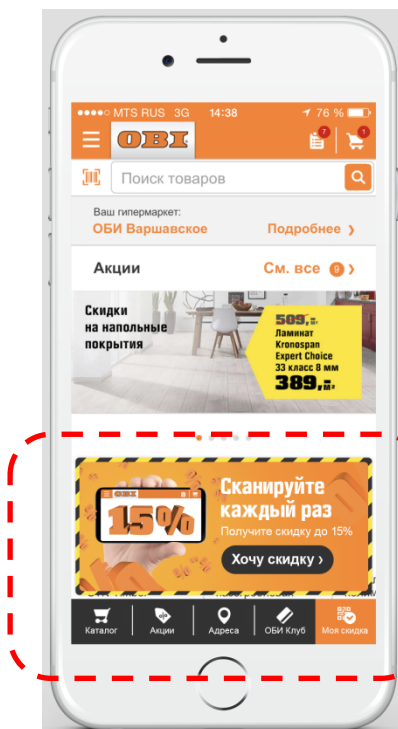 MTS RUS 3G 14:38 76 %
OBI 7 1
Поиск товаров
Ваш гипермаркет:
ОБИ Варшавское Подробнее
Акции См. все 9
Скидки
на напольные
покрытия
509,-
Ламинат
Kronospan
Expert Choice
33 класс 8 мм
389,-
OBI
15%
Сканируйте
каждый раз
Получите скидку до 15%
Хочу скидку
Каталог Акции Адреса ОБИ Клуб Моя скидка